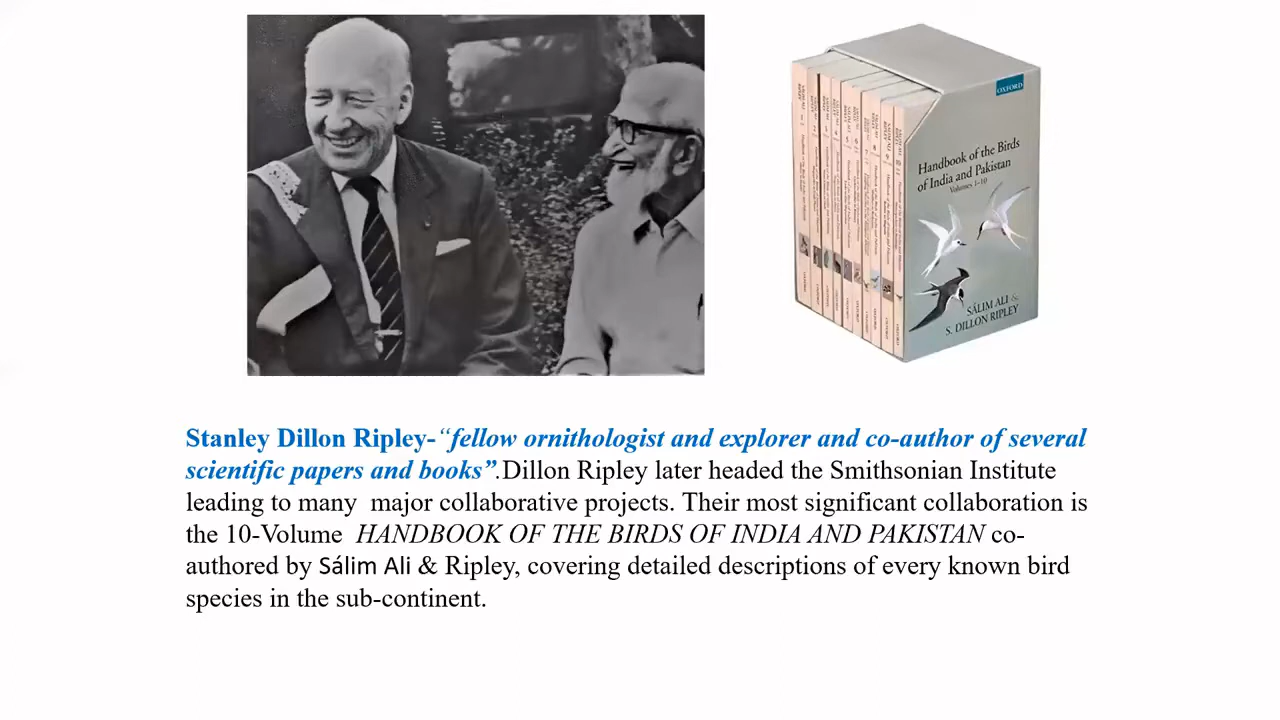 OXFORD
Handbook of the Birds
of India and Pakistan
Volumes 1-10
SÁLIM ALI &
S. DILLON RIPLEY
Stanley Dillon Ripley-“fellow ornithologist and explorer and co-author of several
scientific papers and books”.Dillon Ripley later headed the Smithsonian Institute
leading to many major collaborative projects. Their most significant collaboration is
the 10-Volume HANDBOOK OF THE BIRDS OF INDIA AND PAKISTAN co-
authored by Sálim Ali & Ripley, covering detailed descriptions of every known bird
species in the sub-continent.